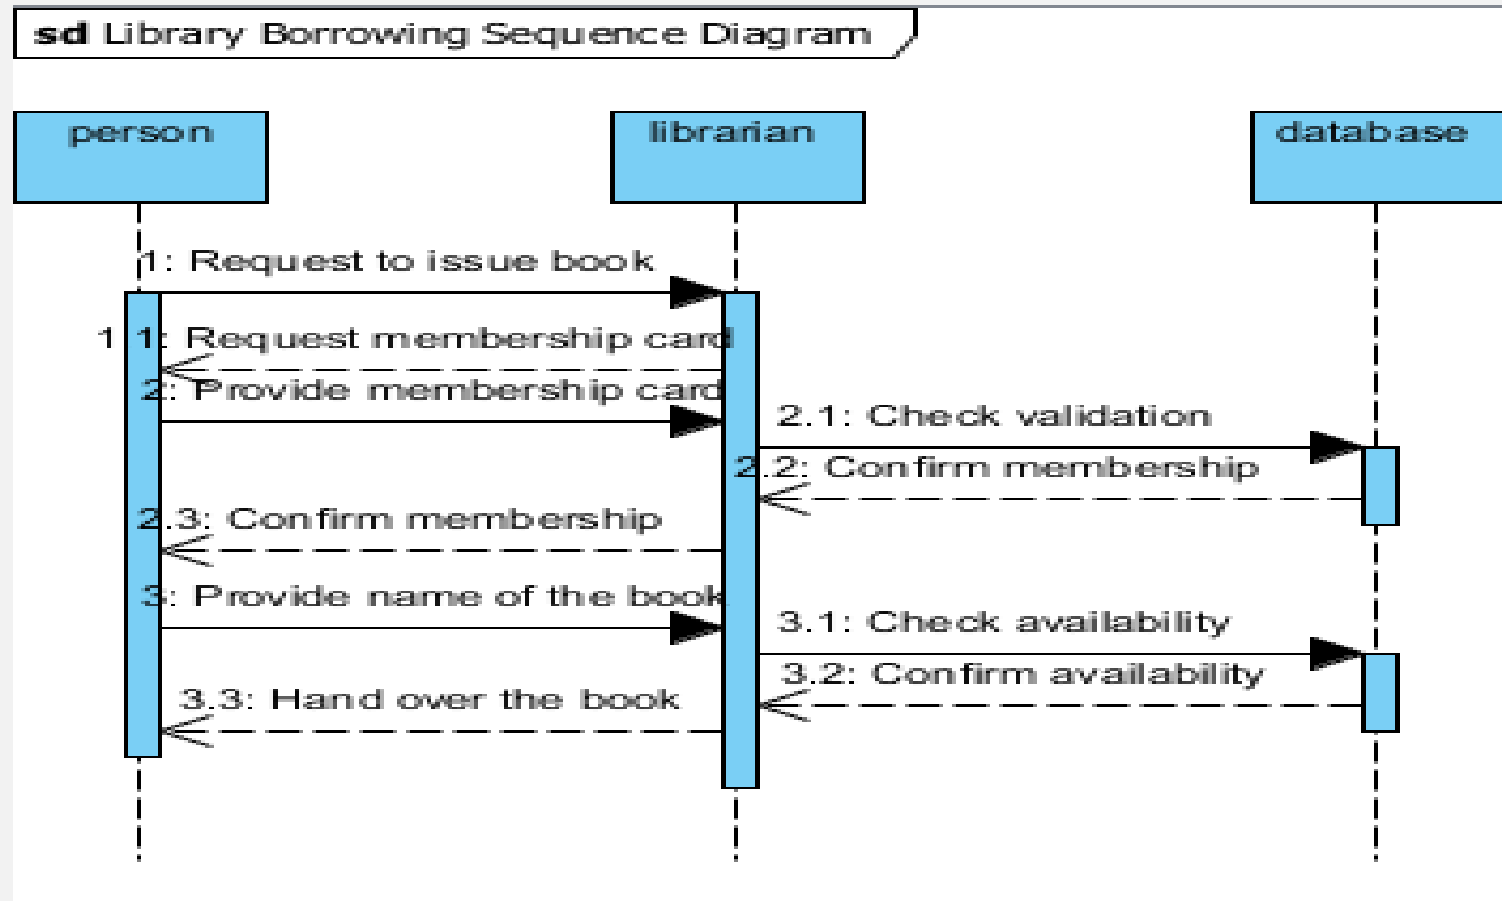 sd Library Borrowing Sequence Diagram
person
librarian
database
1: Request to issue book
1.1: Request membership card
2: Provide membership card
2.1: Check validation
2.2: Confirm membership
2.3: Confirm membership
3: Provide name of the book
3.1: Check availability
3.2: Confirm availability
3.3: Hand over the book